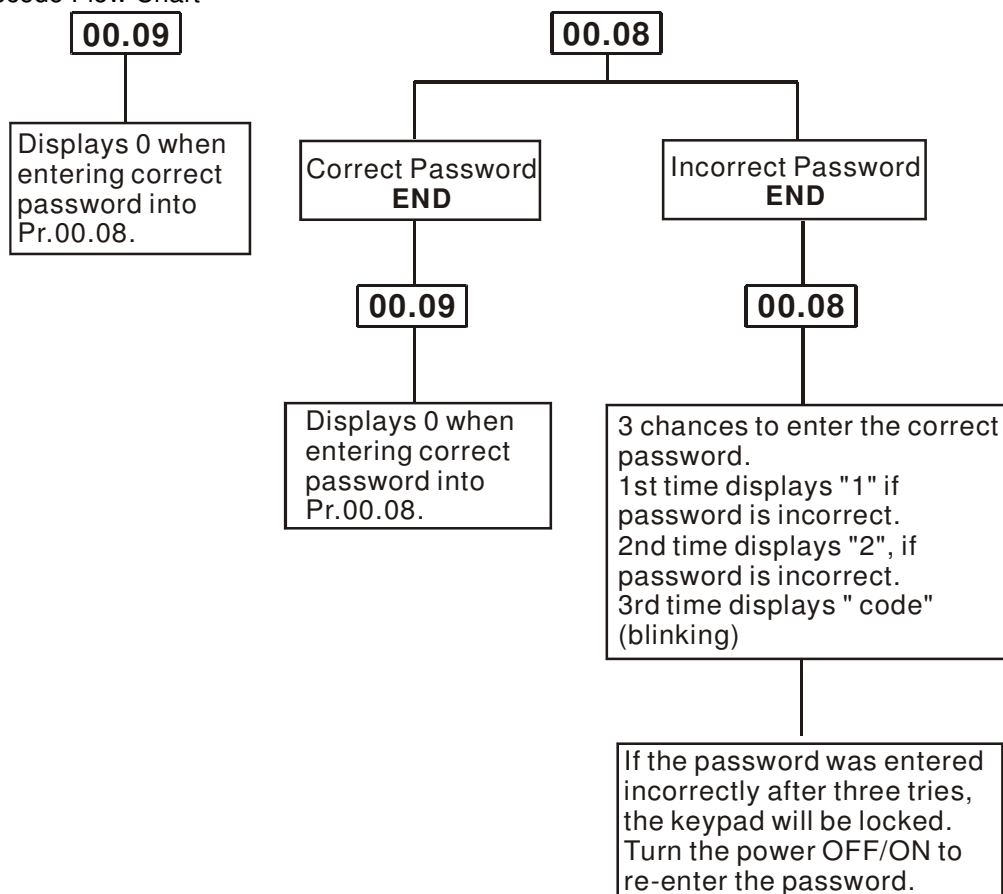 Flow Chart
00.09
Displays 0 when
entering correct
password into
Pr.00.08.
00.08
Correct Password
END
00.09
Displays 0 when
entering correct
password into
Pr.00.08.
Incorrect Password
END
00.08
3 chances to enter the correct
password.
1st time displays "1" if
password is incorrect.
2nd time displays "2", if
password is incorrect.
3rd time displays " code"
(blinking)
If the password was entered
incorrectly after three tries,
the keypad will be locked.
Turn the power OFF/ON to
re-enter the password.